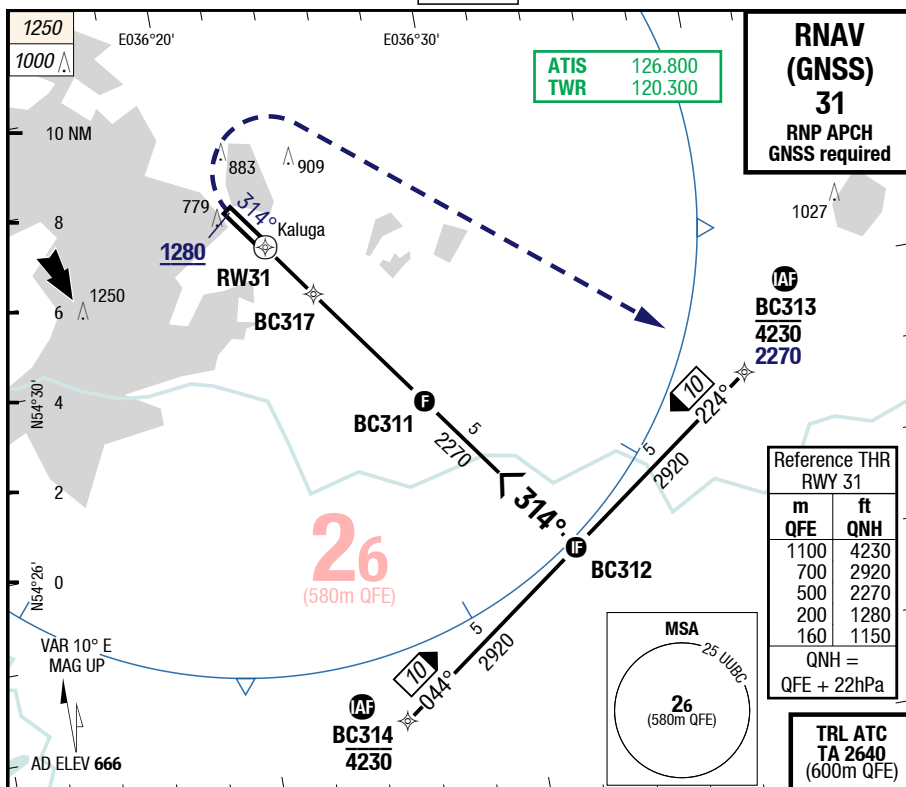 1250
1000
E036°20'
E036°30'
ATIS 126.800
TWR 120.300
RNAV
(GNSS)
31
RNP APCH
GNSS required
10 NM
8
6
4
2
0
N54°30'
N54°26'
883
909
779
314°
Kaluga
1280
RW31
BC317
1250
1027
IAF
BC313
4230
2270
10
224°
5
2920
F
BC311
5
2270
314°
IF
BC312
26
(580m QFE)
5
2920
10
044°
IAF
BC314
4230
VAR 10° E
MAG UP
AD ELEV 666
MSA
25 UUBC
26
(580m QFE)
Reference THR
RWY 31
m ft
QFE QNH
1100 4230
700 2920
500 2270
200 1280
160 1150
QNH =
QFE + 22hPa
TRL ATC
TA 2640
(600m QFE)